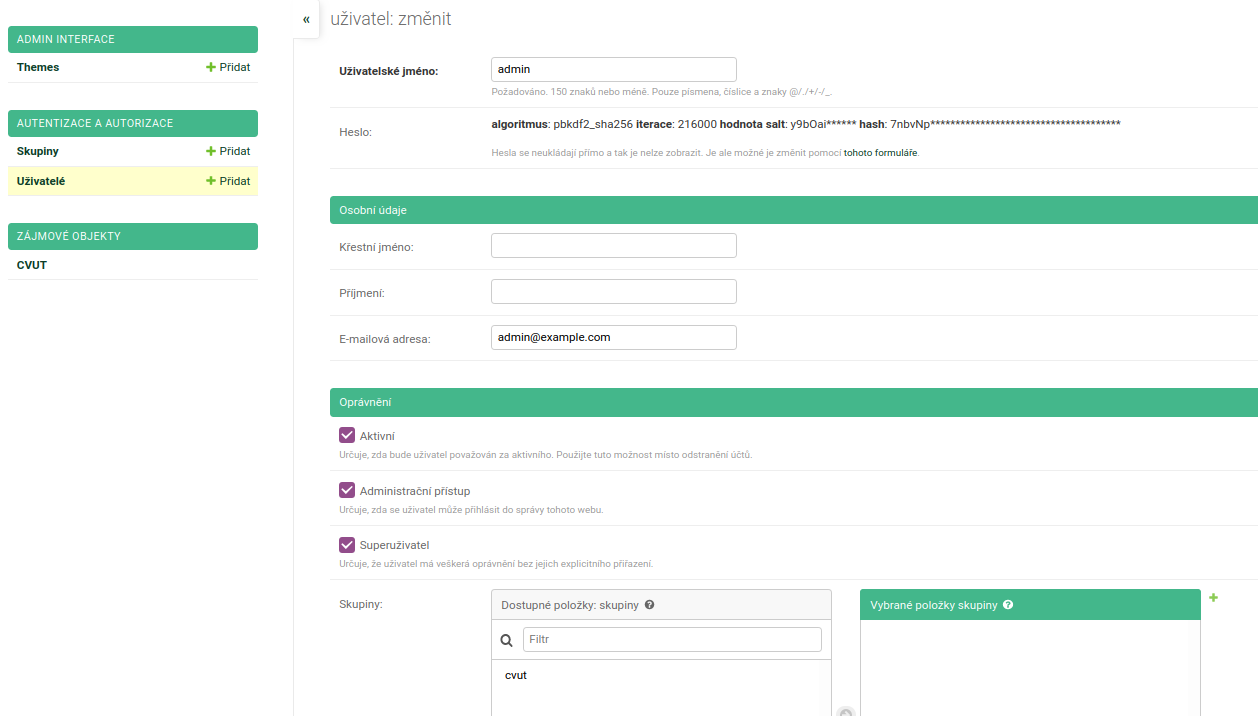 ADMIN INTERFACE
Themes + Přidat
AUTENTIZACE A AUTORIZACE
Skupiny + Přidat
Uživatelé + Přidat
ZÁJMOVÉ OBJEKTY
CVUT
«
uživatel: změnit
Uživatelské jméno: admin
Požadováno. 150 znaků nebo méně. Pouze písmena, číslice a znaky @/./+/-/_.
Heslo: algoritmus: pbkdf2_sha256 iterace: 216000 hodnota salt: y9bOai****** hash: 7nbvNp**************************************
Hesla se neukládají přímo a tak je nelze zobrazit. Je ale možné je změnit pomocí tohoto formuláře.
Osobní údaje
Křestní jméno:
Příjmení:
E-mailová adresa: admin@example.com
Oprávnění
Aktivní
Určuje, zda bude uživatel považován za aktivního. Použijte tuto možnost místo odstranění účtů.
Administrační přístup
Určuje, zda se uživatel může přihlásit do správy tohoto webu.
Superuživatel
Určuje, že uživatel má veškerá oprávnění bez jejich explicitního přiřazení.
Skupiny: Dostupné položky: skupiny ? Vybrané položky skupiny ? +
Filtr
cvut